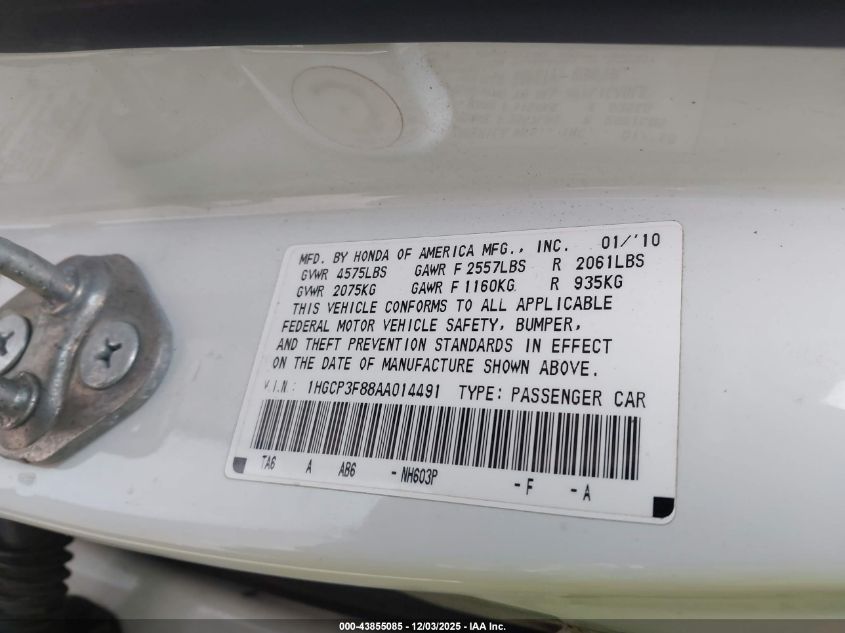 MFD. BY HONDA OF AMERICA MFG., INC. 01/'10
GVWR 4575LBS GAWR F 2557LBS R 2061LBS
GVWR 2075KG GAWR F 1160KG R 935KG
THIS VEHICLE CONFORMS TO ALL APPLICABLE
FEDERAL MOTOR VEHICLE SAFETY, BUMPER,
AND THEFT PREVENTION STANDARDS IN EFFECT
ON THE DATE OF MANUFACTURE SHOWN ABOVE.
V.I.N.: 1HGCP3F88AA014491 TYPE: PASSENGER CAR
TA6 A AB6 -NH603P -F -A
000-43855085 - 12/03/2025 - IAA Inc.